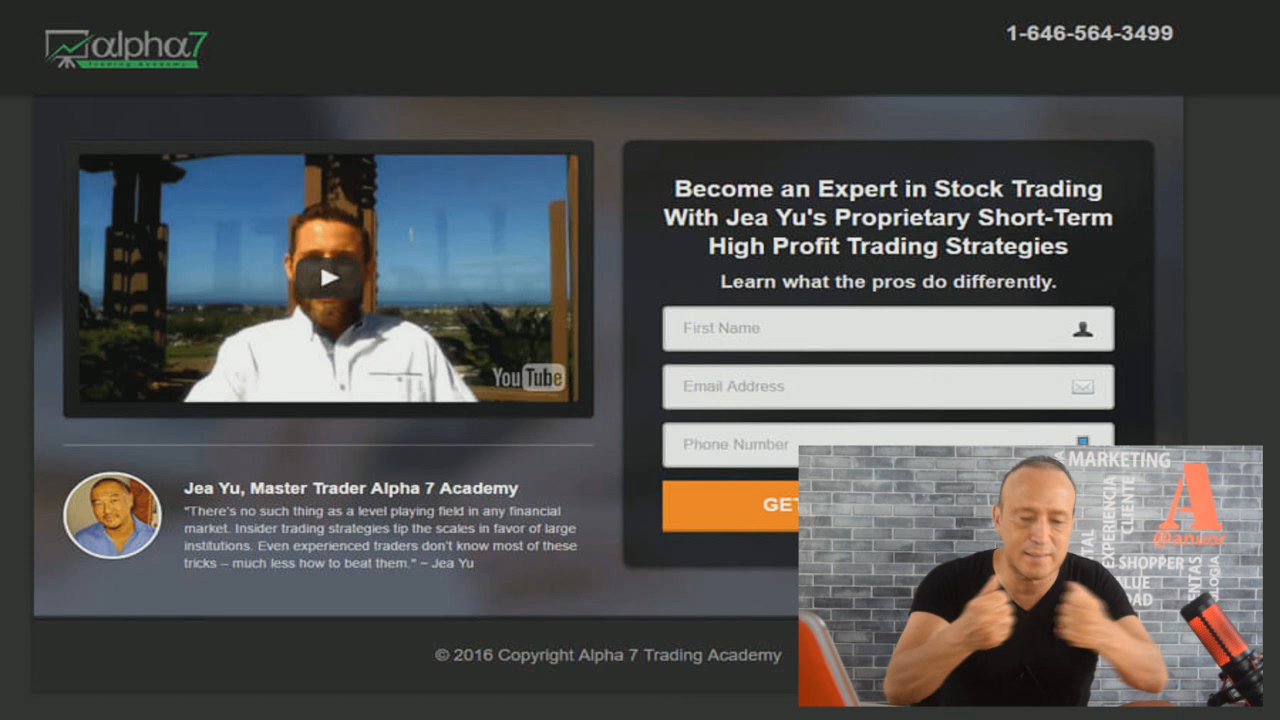 alpha7
Trading Academy
1-646-564-3499
Become an Expert in Stock Trading
With Jea Yu's Proprietary Short-Term
High Profit Trading Strategies
Learn what the pros do differently.
First Name
Email Address
Phone Number
GET
YouTube
Jea Yu, Master Trader Alpha 7 Academy
"There's no such thing as a level playing field in any financial
market. Insider trading strategies tip the scales in favor of large
institutions. Even experienced traders don't know most of these
tricks – much less how to beat them." ~ Jea Yu
© 2016 Copyright Alpha 7 Trading Academy
A MARKETING
EXPERIENCIA
CLIENTE
A
@anuor
SHOPPER